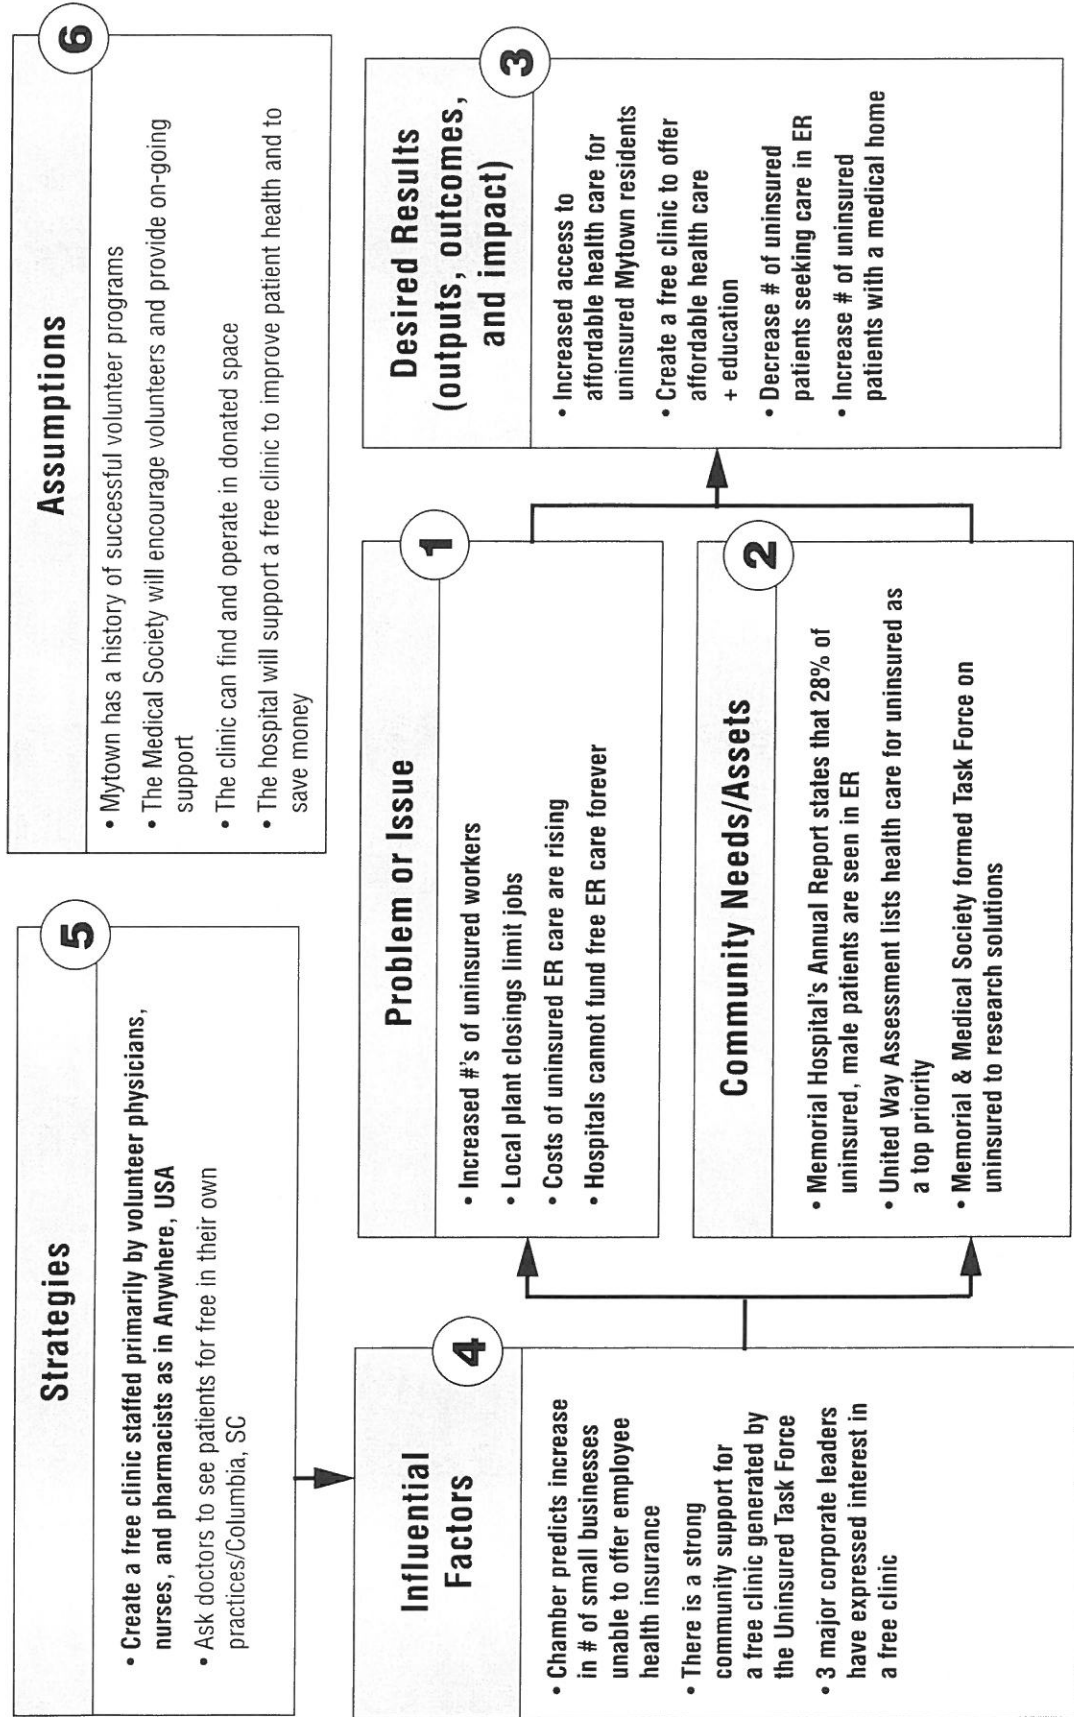 Strategies
5
• Create a free clinic staffed primarily by volunteer physicians,
nurses, and pharmacists as in Anywhere, USA
• Ask doctors to see patients for free in their own
practices/Columbia, SC
Assumptions
6
• Mytown has a history of successful volunteer programs
• The Medical Society will encourage volunteers and provide on-going
support
• The clinic can find and operate in donated space
• The hospital will support a free clinic to improve patient health and to
save money
Influential
Factors
4
• Chamber predicts increase
in # of small businesses
unable to offer employee
health insurance
• There is a strong
community support for
a free clinic generated by
the Uninsured Task Force
• 3 major corporate leaders
have expressed interest in
a free clinic
Problem or Issue
1
• Increased #'s of uninsured workers
• Local plant closings limit jobs
• Costs of uninsured ER care are rising
• Hospitals cannot fund free ER care forever
Community Needs/Assets
2
• Memorial Hospital's Annual Report states that 28% of
uninsured, male patients are seen in ER
• United Way Assessment lists health care for uninsured as
a top priority
• Memorial & Medical Society formed Task Force on
uninsured to research solutions
Desired Results
(outputs, outcomes,
and impact)
3
• Increased access to
affordable health care for
uninsured Mytown residents
• Create a free clinic to offer
affordable health care
+ education
• Decrease # of uninsured
patients seeking care in ER
• Increase # of uninsured
patients with a medical home